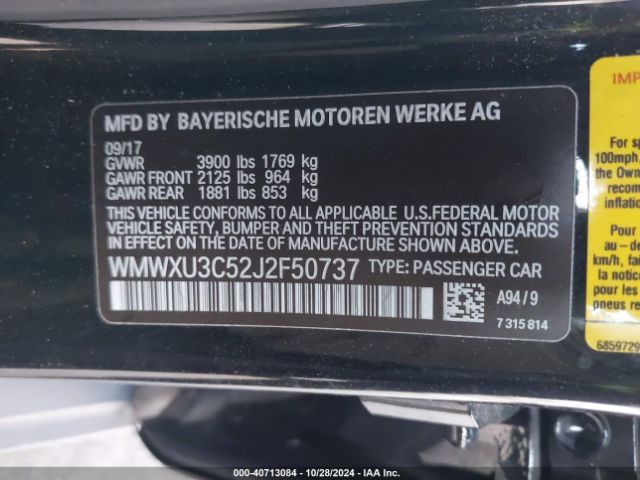 MFD BY BAYERISCHE MOTOREN WERKE AG
09/17
GVWR 3900 lbs 1769 kg
GAWR FRONT 2125 lbs 964 kg
GAWR REAR 1881 lbs 853 kg
THIS VEHICLE CONFORMS TO ALL APPLICABLE U.S.FEDERAL MOTOR
VEHICLE SAFETY, BUMPER AND THEFT PREVENTION STANDARDS
IN EFFECT ON THE DATE OF MANUFACTURE SHOWN ABOVE.
WMWXU3C52J2F50737 TYPE: PASSENGER CAR
A94/9
7 315 814
IMP
For sp
100mph,
the Own
recom
inflatio
Pour
au-de
km/h, fai
la notice
pneus re
6859729
000-40713084 | 10/28/2024 | IAA Inc.